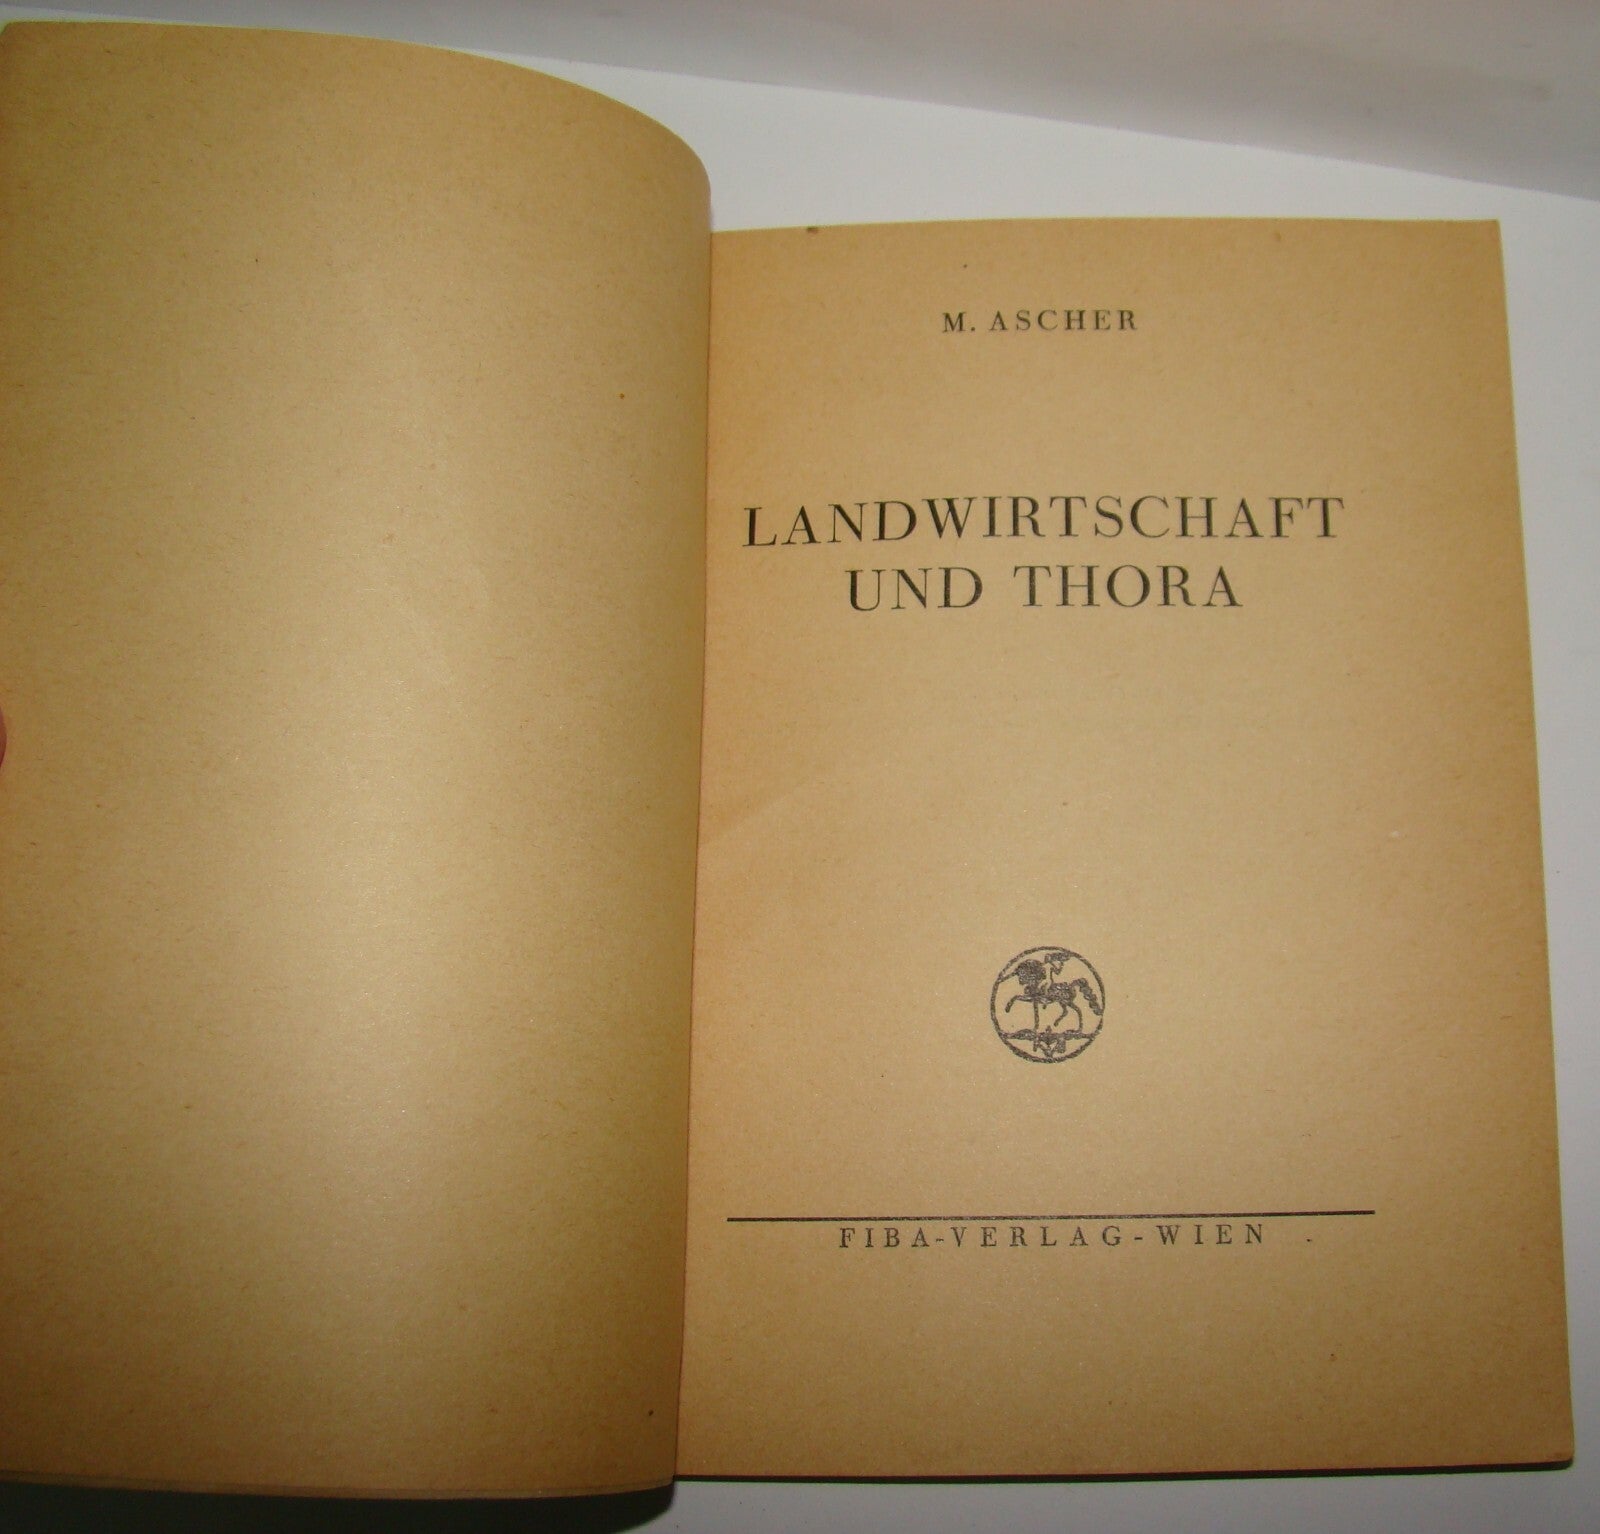 M. ASCHER
LANDWIRTSCHAFT
UND THORA
FIBA-VERLAG-WIEN